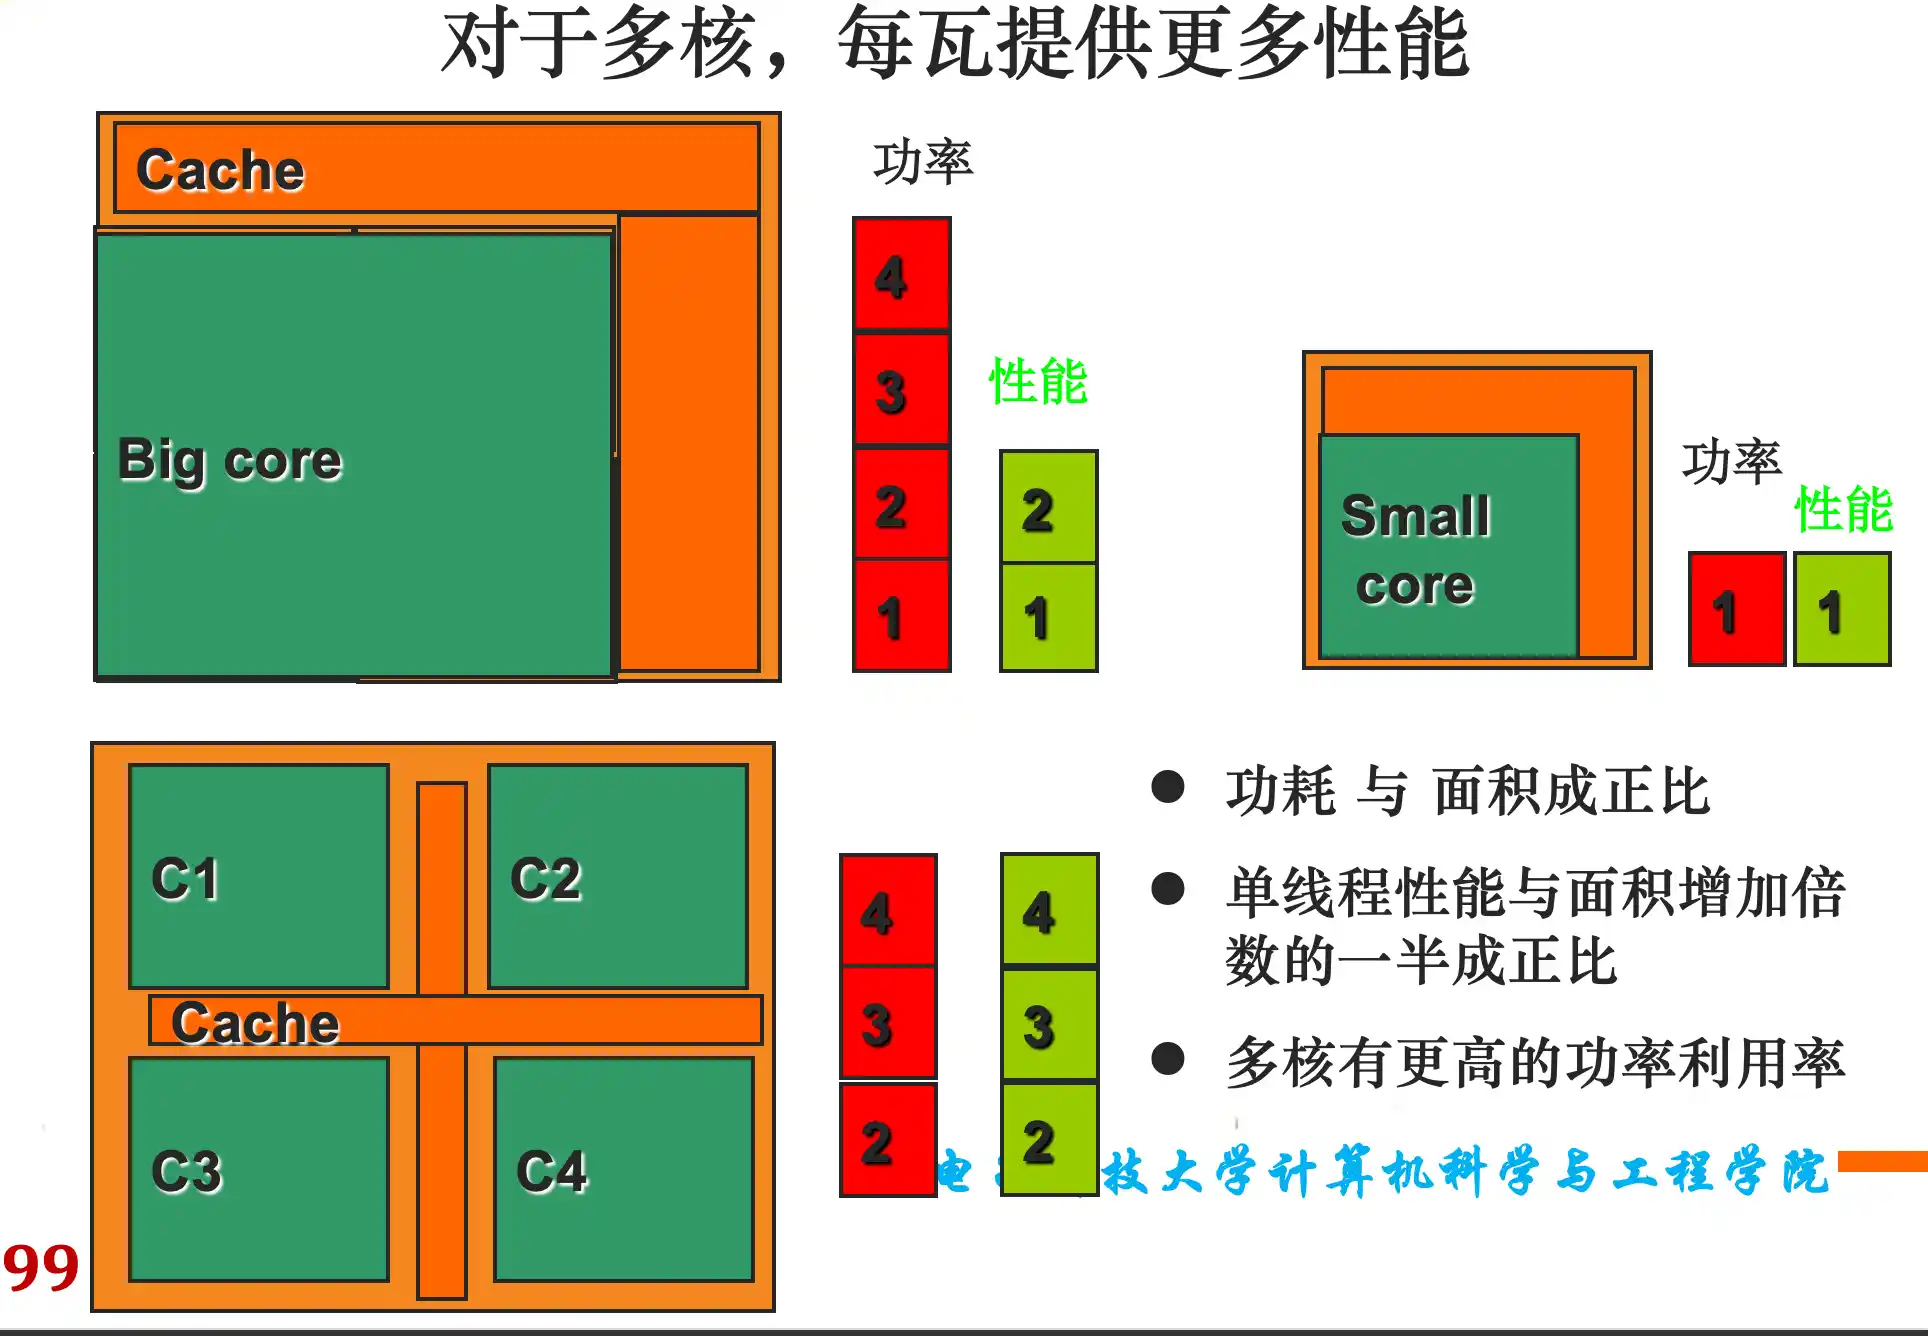 对于多核，每瓦提供更多性能
Cache
Big core
功率
4
3
2
1
性能
2
1
Small
core
功率
性能
1
1
C1
C2
Cache
C3
C4
4
3
2
4
3
2
● 功耗 与 面积成正比
● 单线程性能与面积增加倍
数的一半成正比
● 多核有更高的功率利用率
电 技大学计算机科学与工程学院
99